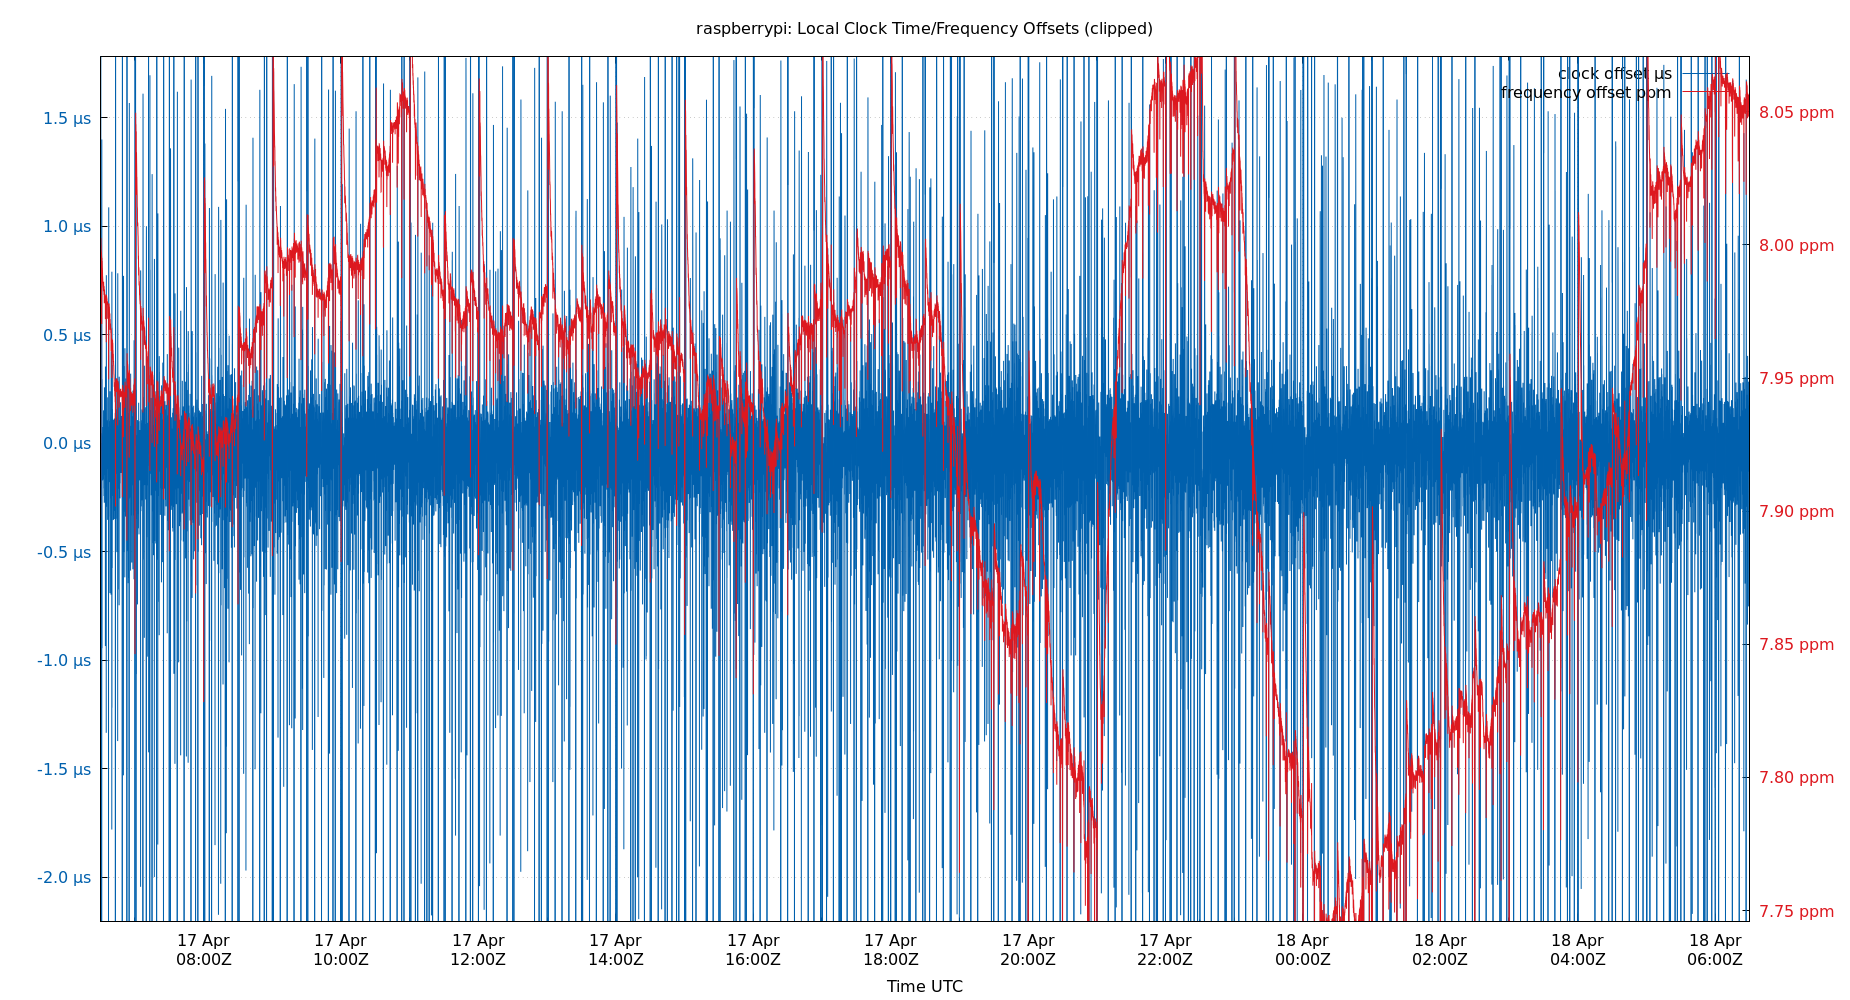 raspberrypi: Local Clock Time/Frequency Offsets (clipped)
clock offset µs
frequency offset ppm
1.5 µs
1.0 µs
0.5 µs
0.0 µs
-0.5 µs
-1.0 µs
-1.5 µs
-2.0 µs
8.05 ppm
8.00 ppm
7.95 ppm
7.90 ppm
7.85 ppm
7.80 ppm
7.75 ppm
17 Apr 17 Apr 17 Apr 17 Apr 17 Apr 17 Apr 17 Apr 17 Apr 18 Apr 18 Apr 18 Apr 18 Apr
08:00Z 10:00Z 12:00Z 14:00Z 16:00Z 18:00Z 20:00Z 22:00Z 00:00Z 02:00Z 04:00Z 06:00Z
Time UTC